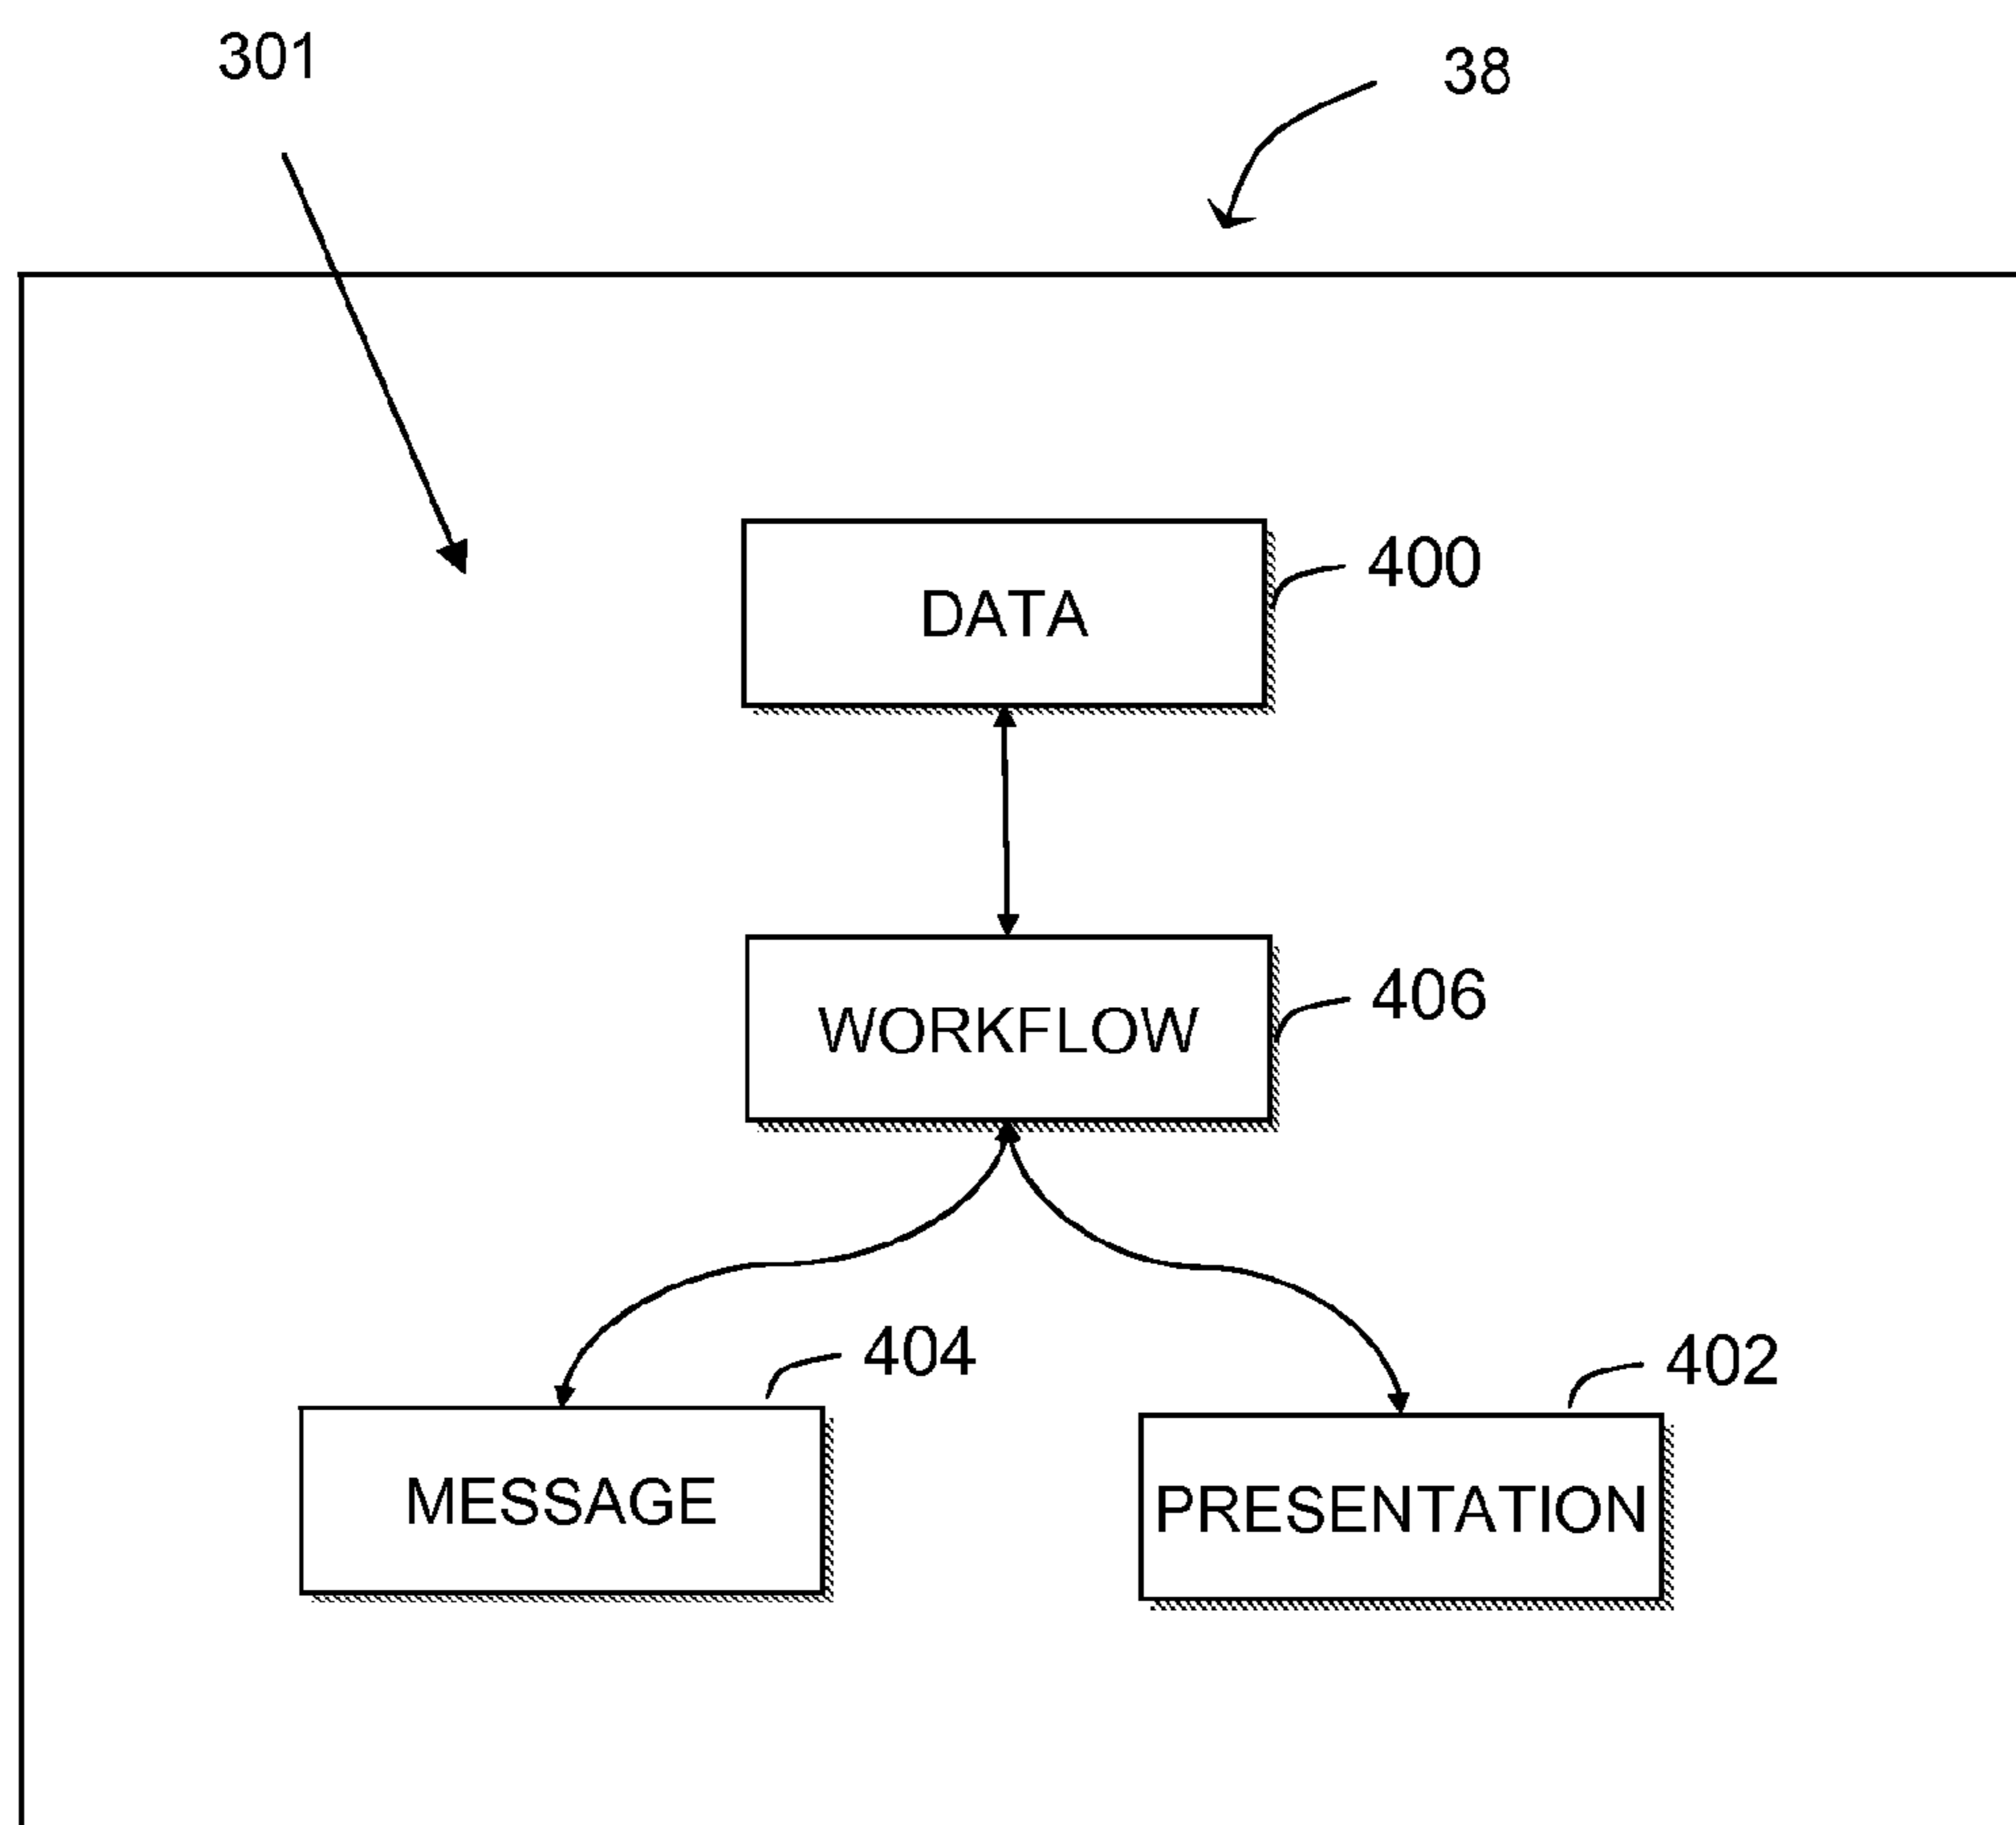 301
38
400
DATA
406
WORKFLOW
404
402
MESSAGE
PRESENTATION